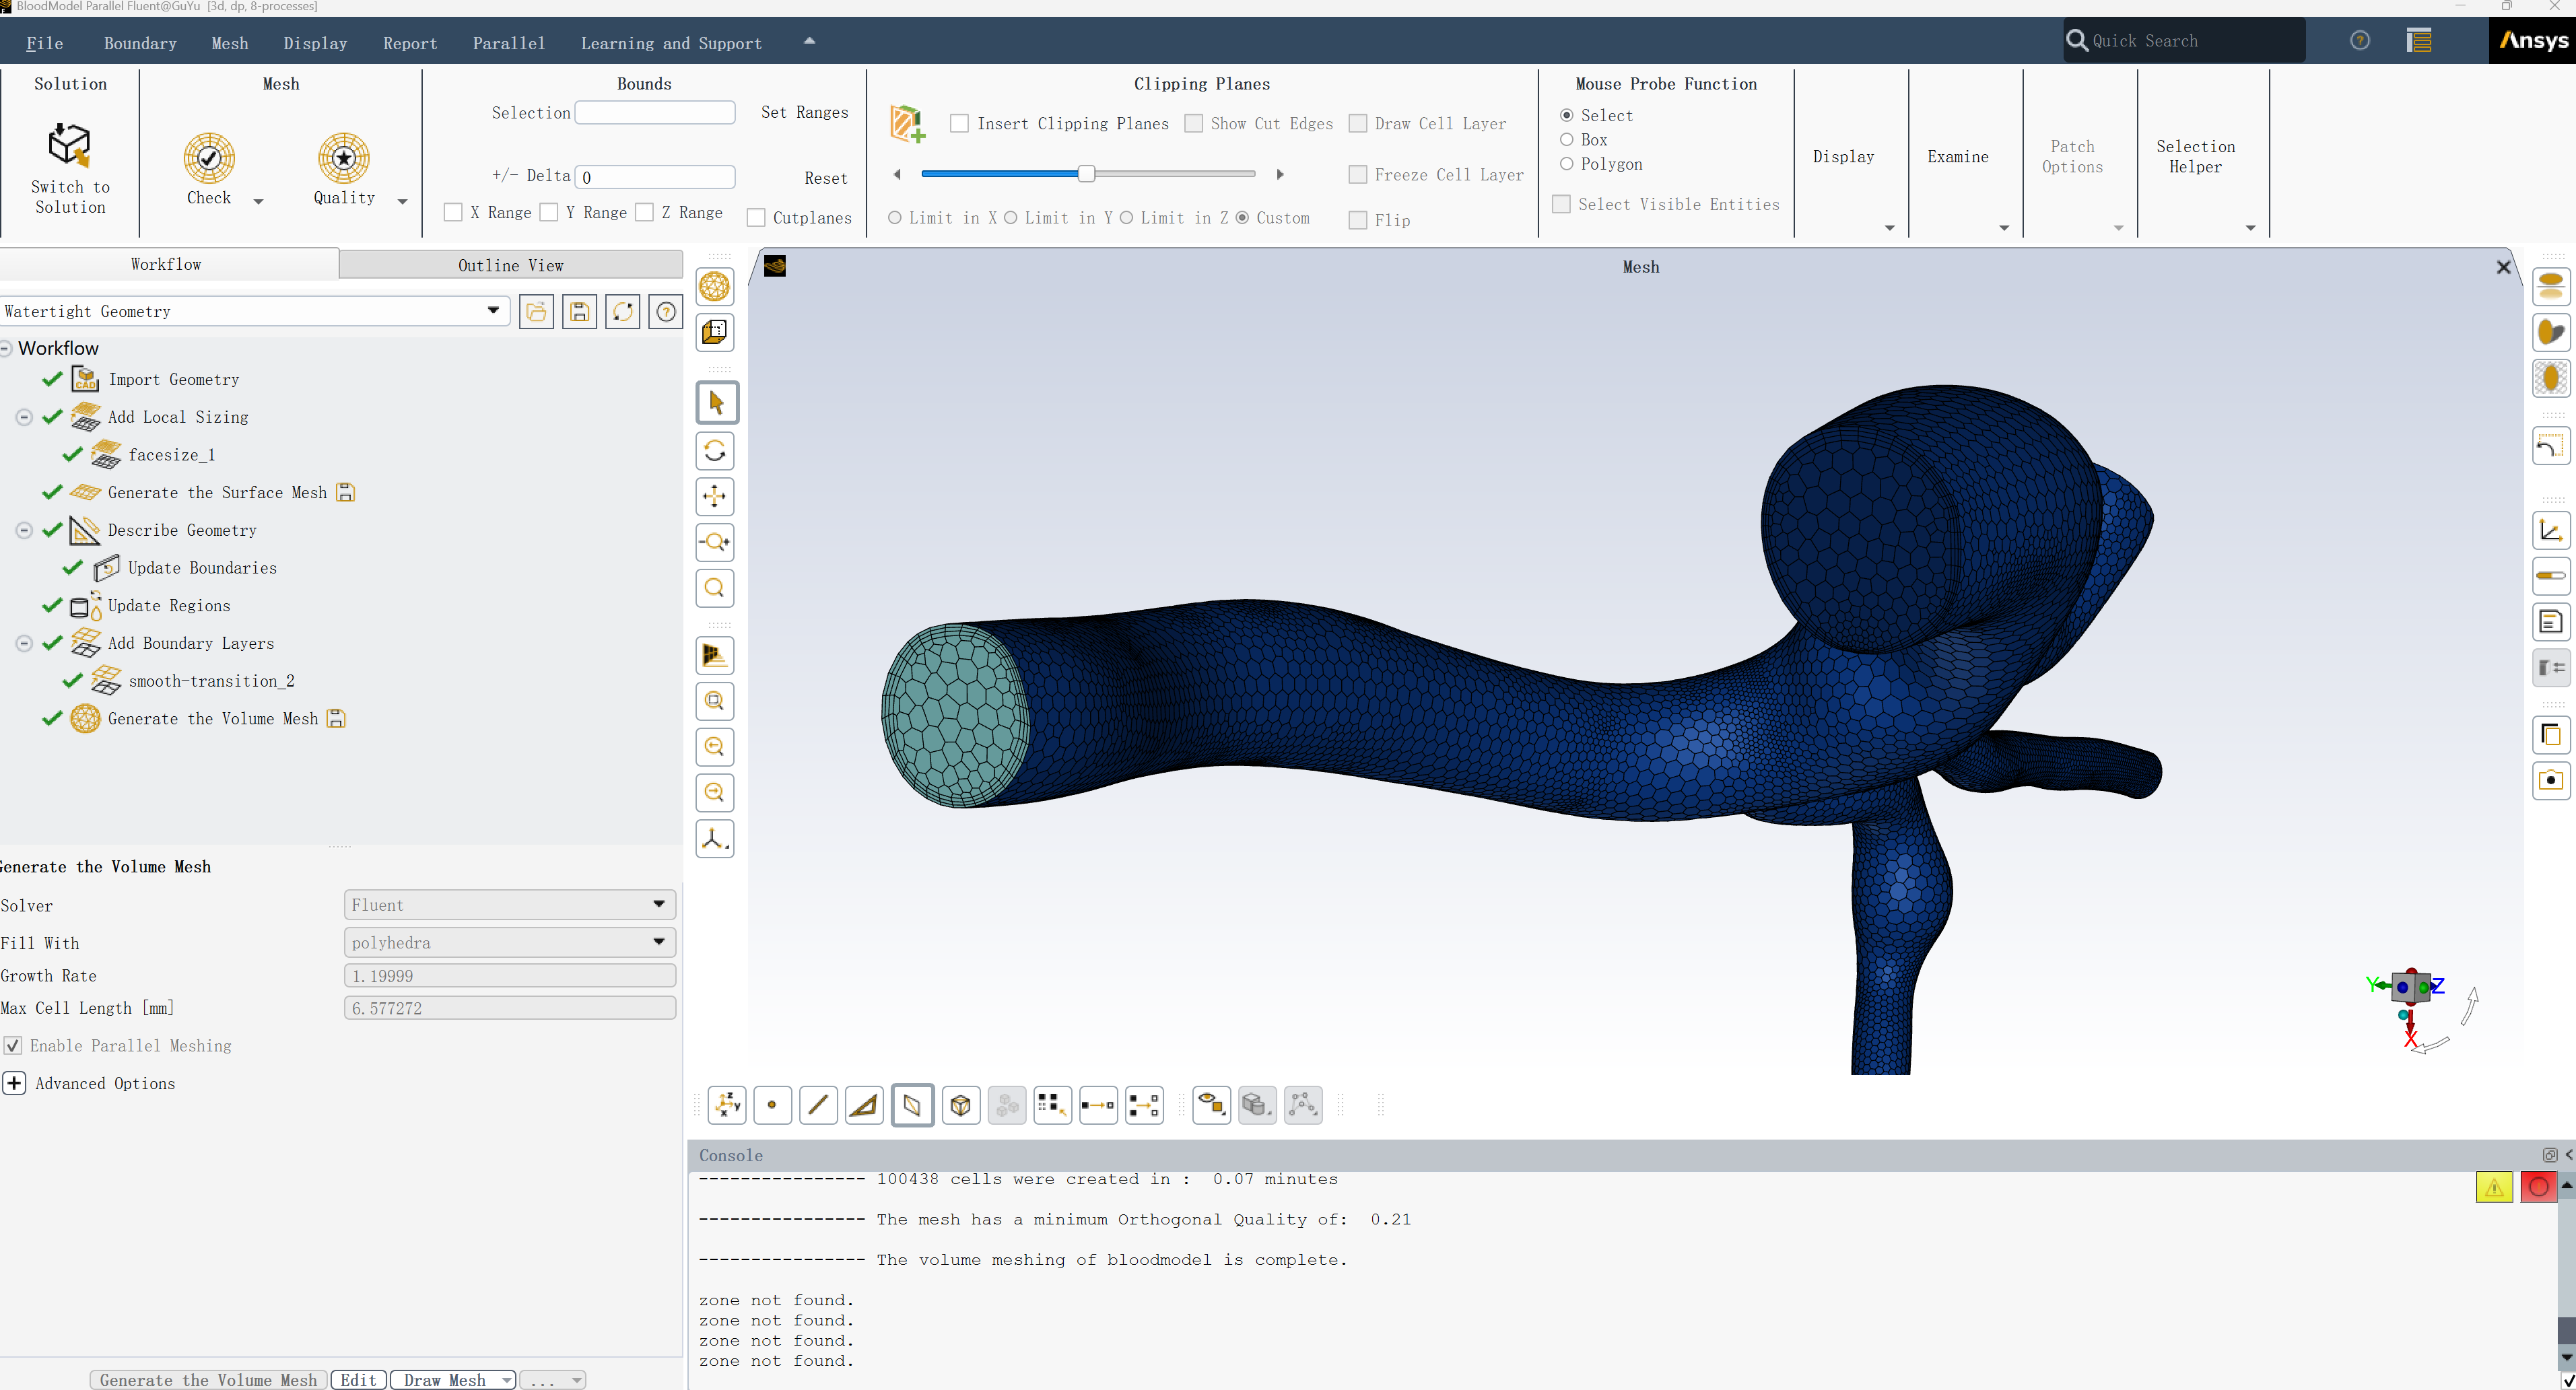 BloodModel Parallel Fluent@GuYu [3d, dp, 8-processes]
File Boundary Mesh Display Report Parallel Learning and Support Quick Search Ansys
Solution Mesh Bounds Clipping Planes Mouse Probe Function
Selection Set Ranges
Insert Clipping Planes Show Cut Edges Draw Cell Layer
Select
Box
Polygon
Switch to
Solution
Check Quality
+/- Delta 0 Reset
Freeze Cell Layer
Display Examine
Patch
Options
Selection
Helper
X Range Y Range Z Range Cutplanes
Limit in X Limit in Y Limit in Z Custom Flip
Select Visible Entities
Workflow Outline View
Mesh
Watertight Geometry
Workflow
Import Geometry
Add Local Sizing
facesize_1
Generate the Surface Mesh
Describe Geometry
Update Boundaries
Update Regions
Add Boundary Layers
smooth-transition_2
Generate the Volume Mesh
Generate the Volume Mesh
Solver Fluent
Fill With polyhedra
Growth Rate 1.19999
Max Cell Length [mm] 6.577272
Enable Parallel Meshing
Advanced Options
Generate the Volume Mesh Edit Draw Mesh ...
Y Z
X
Console
---------------- 100438 cells were created in : 0.07 minutes
---------------- The mesh has a minimum Orthogonal Quality of: 0.21
---------------- The volume meshing of bloodmodel is complete.
zone not found.
zone not found.
zone not found.
zone not found.